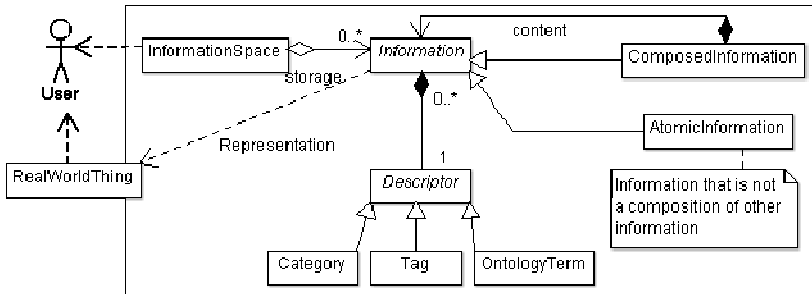 content
0..*
InformationSpace
Information
ComposedInformation
storage
User
0..*
AtomicInformation
Representation
1
RealWorldThing
Descriptor
Information that is not
a composition of other
information
Category
Tag
OntologyTerm